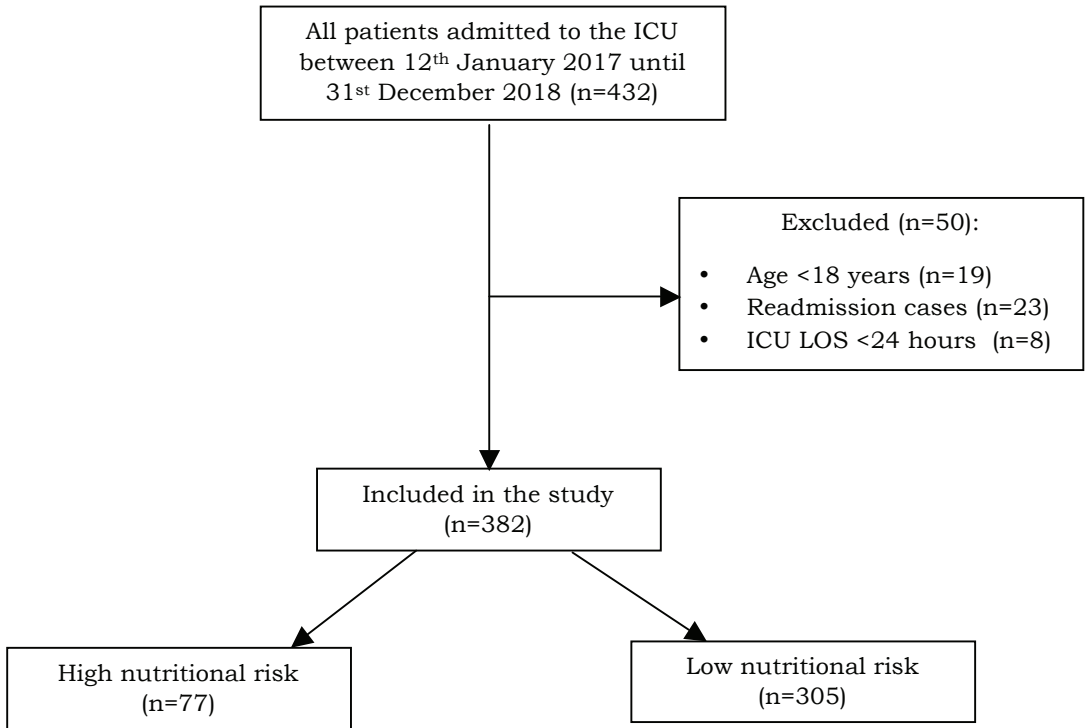 All patients admitted to the ICU
between 12th January 2017 until
31st December 2018 (n=432)
Excluded (n=50):
• Age <18 years (n=19)
• Readmission cases (n=23)
• ICU LOS <24 hours (n=8)
Included in the study
(n=382)
High nutritional risk
(n=77)
Low nutritional risk
(n=305)